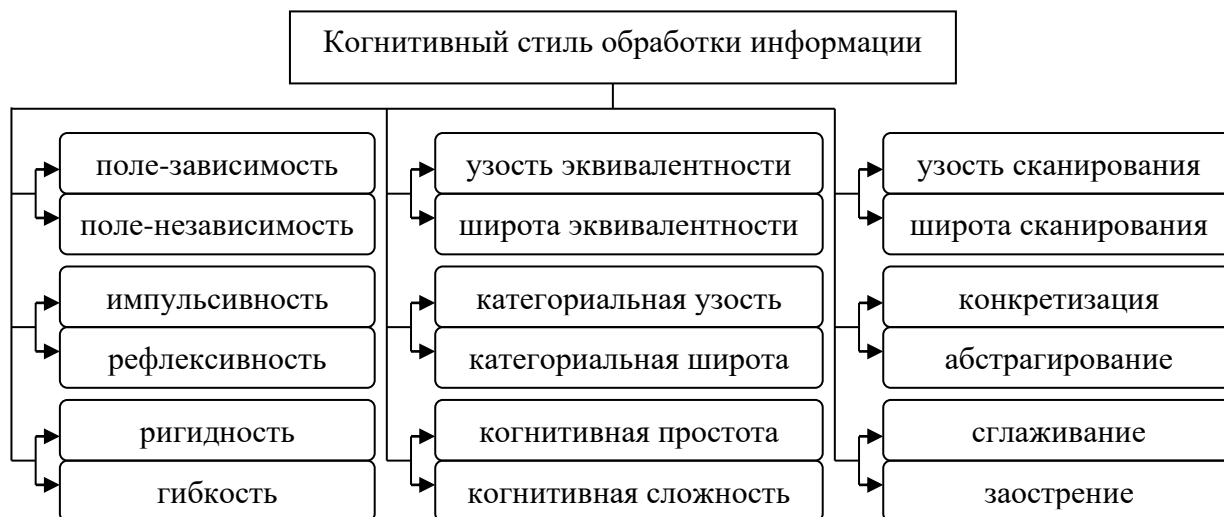 Когнитивный стиль обработки информации
поле-зависимость
поле-независимость
импульсивность
рефлексивность
ригидность
гибкость
узость эквивалентности
широта эквивалентности
категориальная узость
категориальная широта
когнитивная простота
когнитивная сложность
узость сканирования
широта сканирования
конкретизация
абстрагирование
сглаживание
заострение